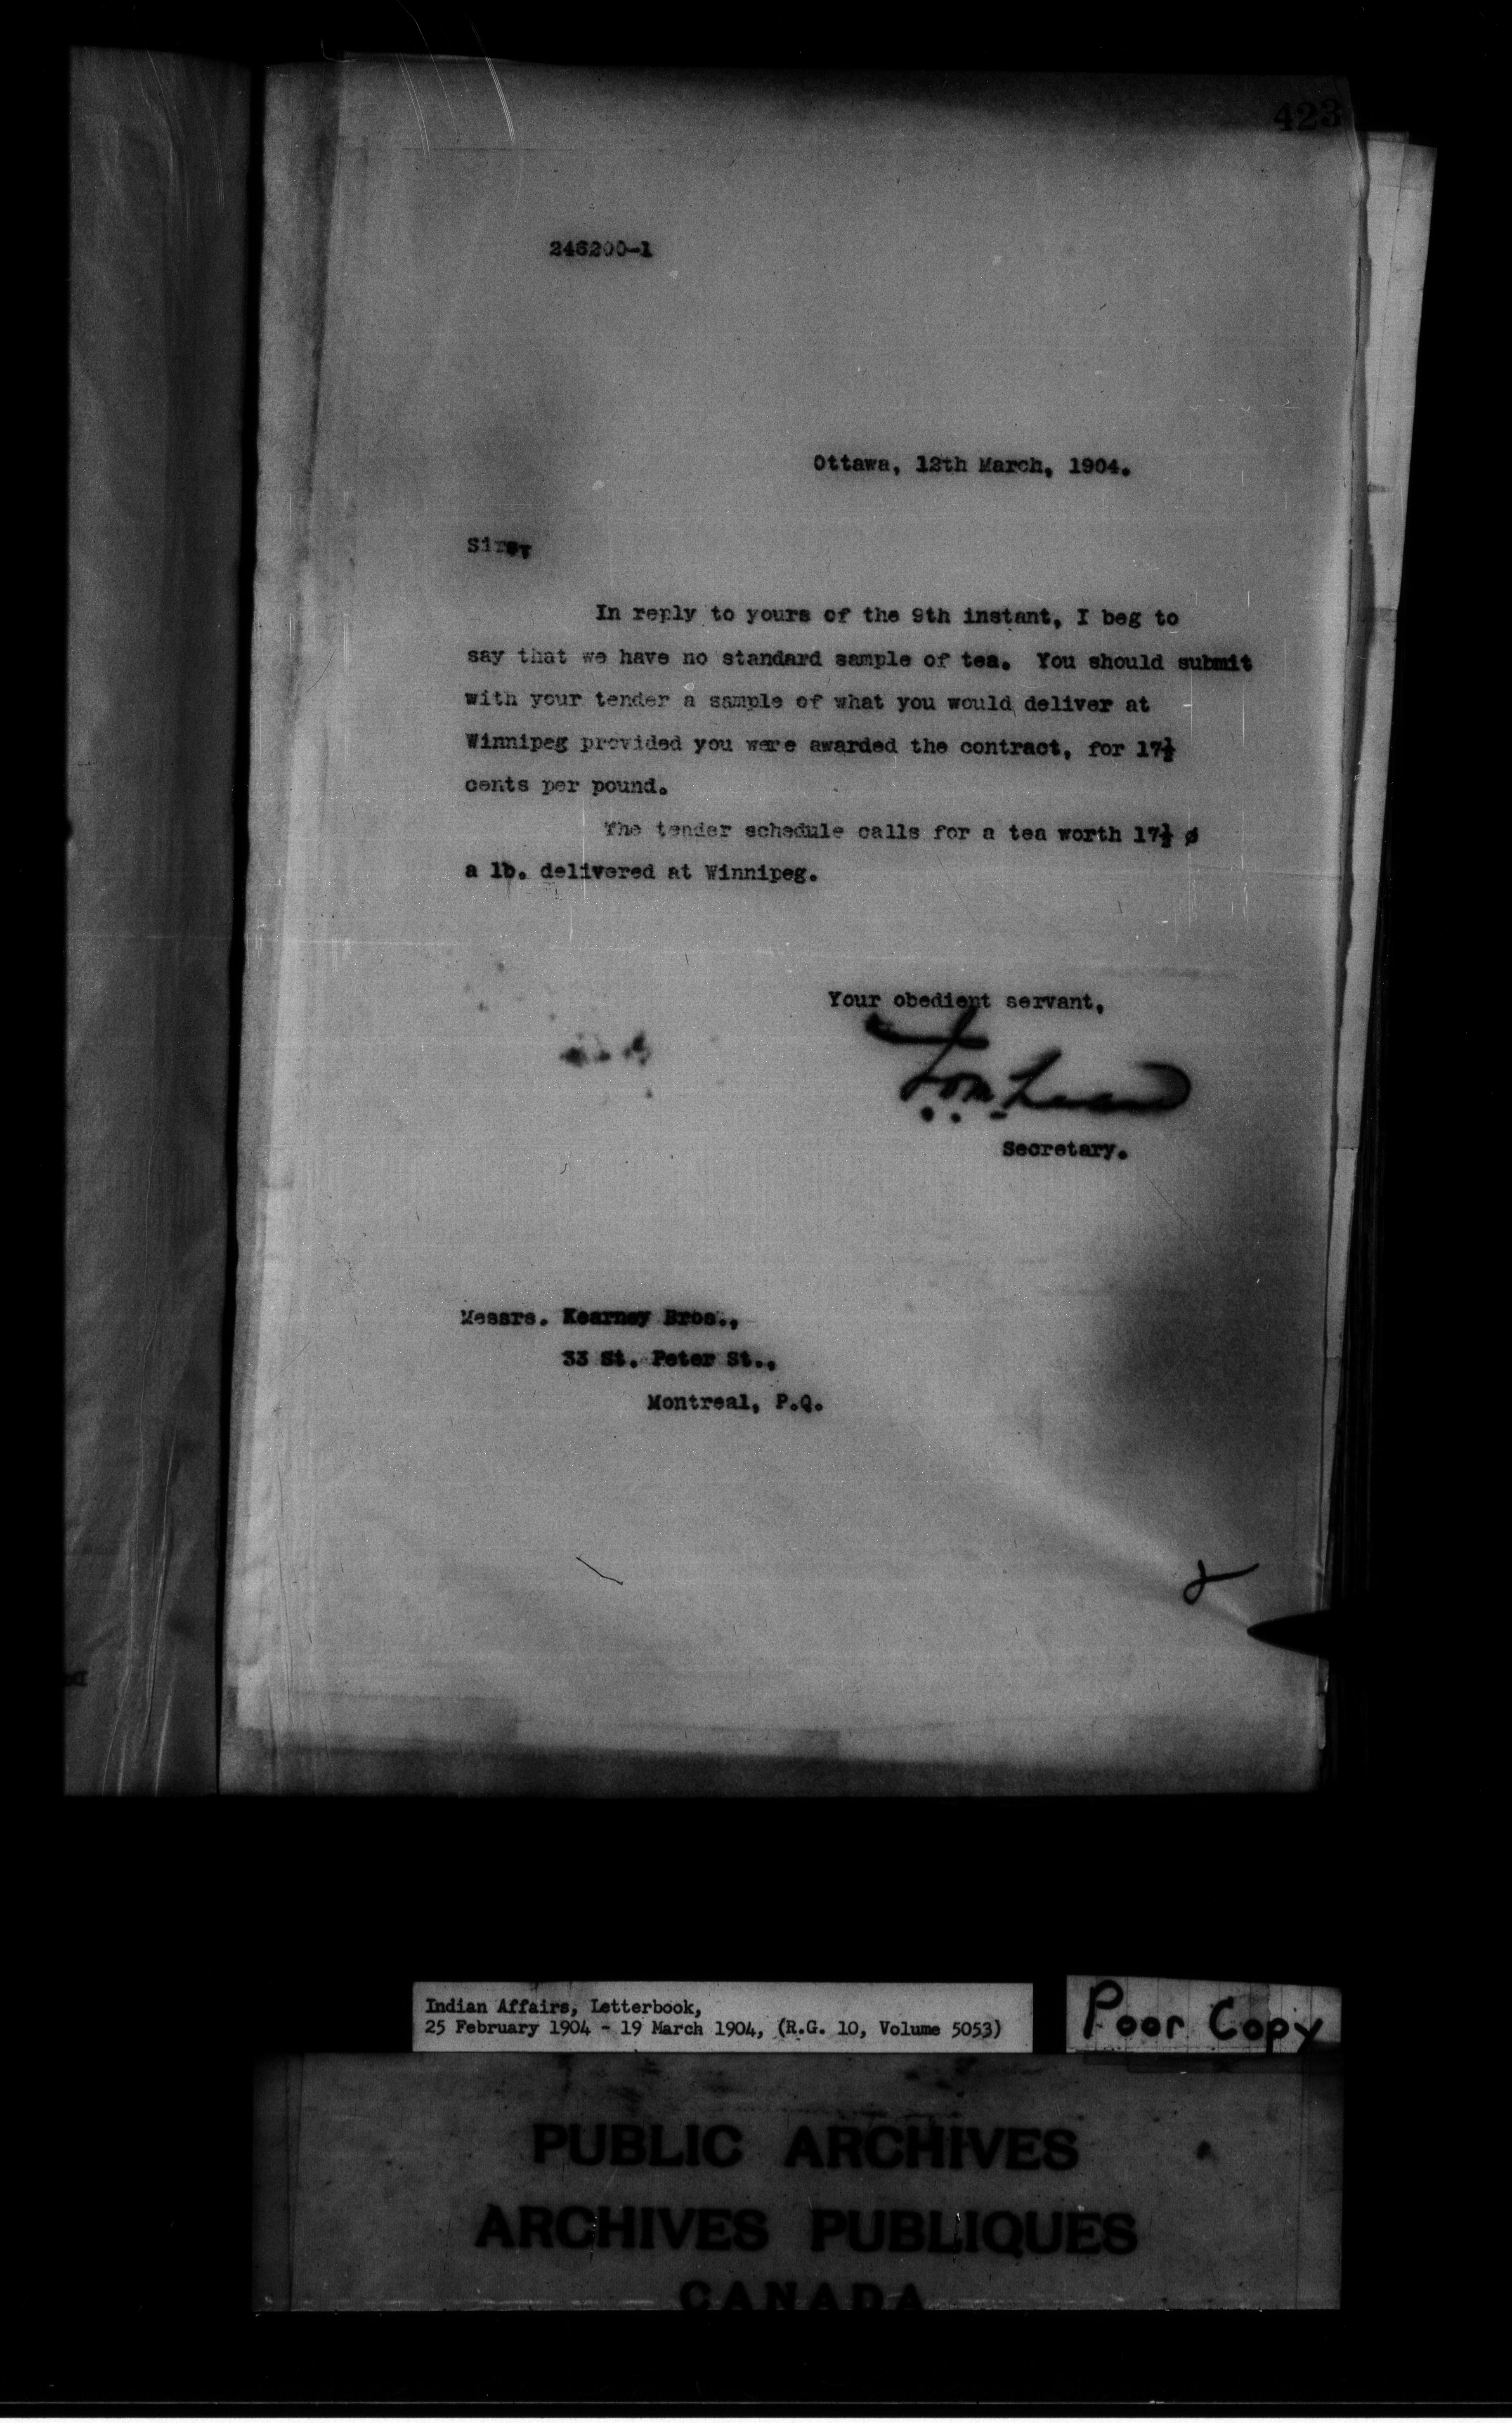 423
246200-1
Ottawa, 12th March, 1904.
Sirs,
In reply to yours of the 9th instant, I beg to
say that we have no standard sample of tea. You should submit
with your tender a sample of what you would deliver at
Winnipeg provided you were awarded the contract, for 17½
cents per pound.
The tender schedule calls for a tea worth 17½ ¢
a lb. delivered at Winnipeg.
Your obedient servant,
Secretary.
Messrs. Kearney Bros.,
33 St. Peter St.,
Montreal, P.Q.
Indian Affairs, Letterbook,
25 February 1904 - 19 March 1904, (R.G. 10, Volume 5053)
Poor Copy
PUBLIC ARCHIVES
ARCHIVES PUBLIQUES
CANADA